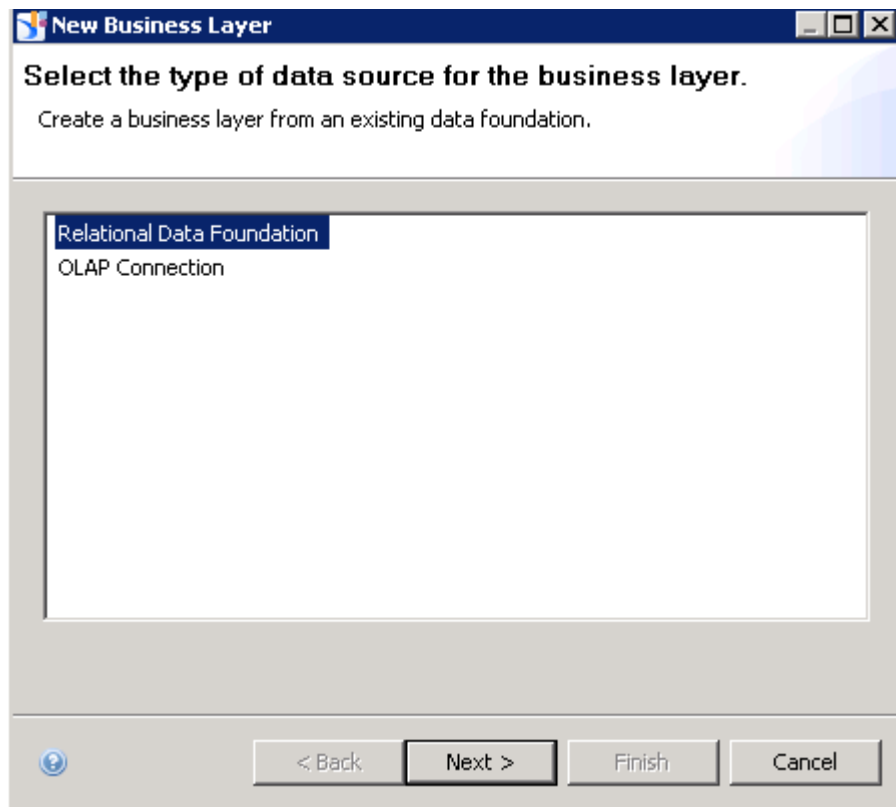 New Business Layer
Select the type of data source for the business layer.
Create a business layer from an existing data foundation.
Relational Data Foundation
OLAP Connection
< Back
Next >
Finish
Cancel